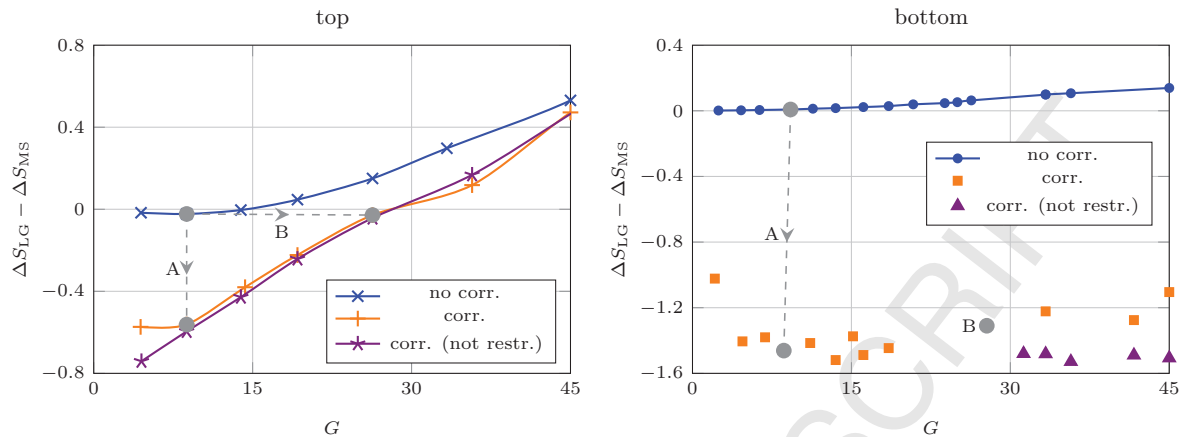 top
bottom
0.8
0.4
0
−0.4
−0.8
ΔS_LG − ΔS_MS
A
B
no corr.
corr.
corr. (not restr.)
0
15
30
45
G
0.4
0
−0.4
−0.8
−1.2
−1.6
ΔS_LG − ΔS_MS
A
B
no corr.
corr.
corr. (not restr.)
0
15
30
45
G
SCRIPT